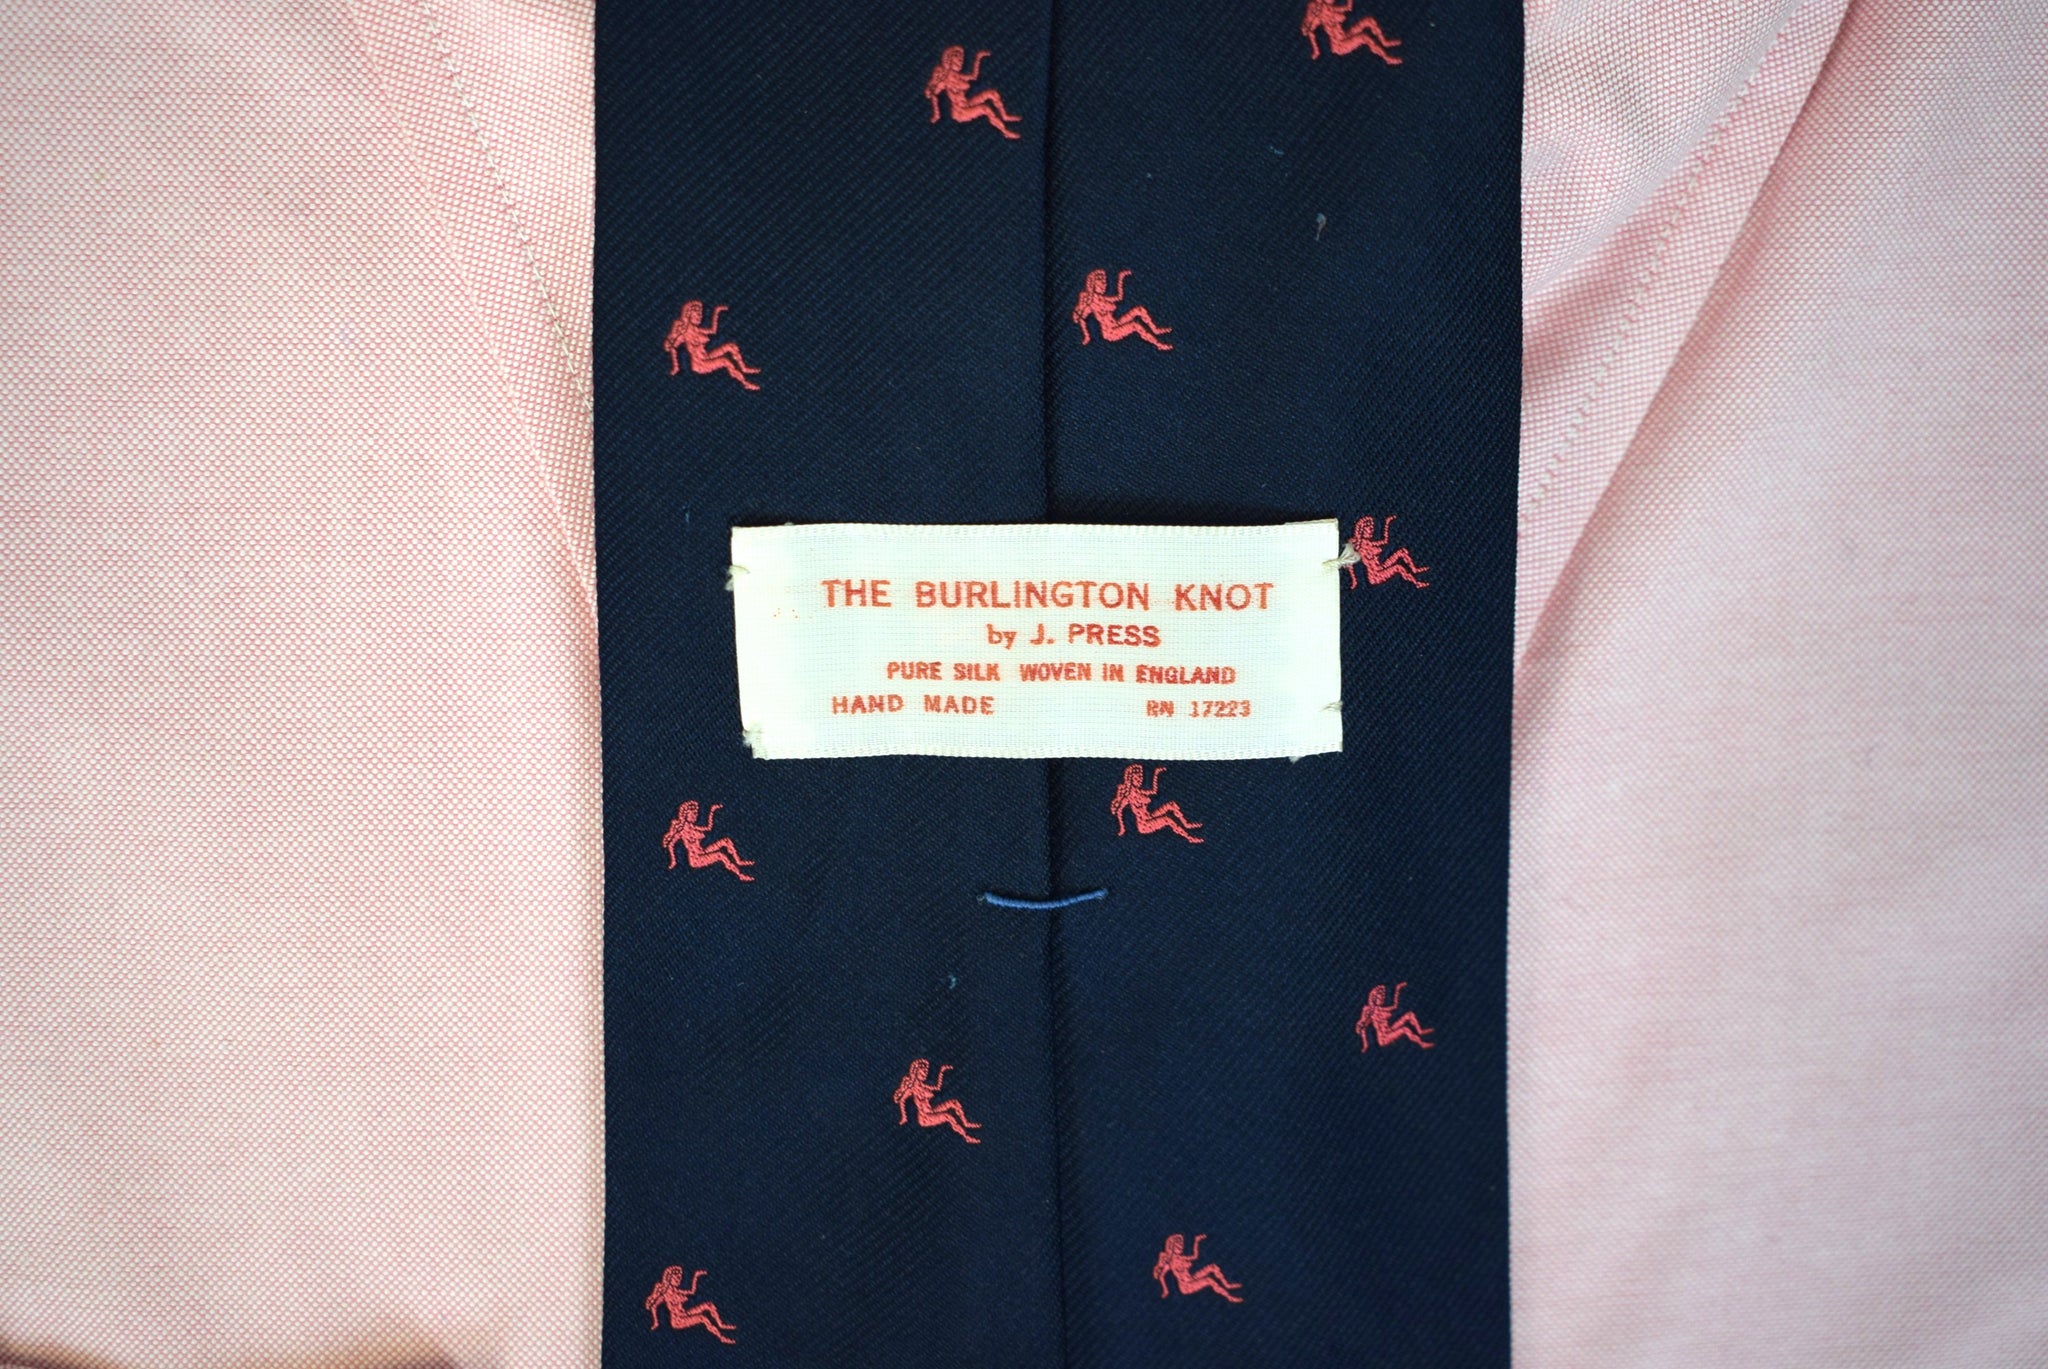 THE BURLINGTON KNOT
by J. PRESS
PURE SILK WOVEN IN ENGLAND
HAND MADE RN 17223